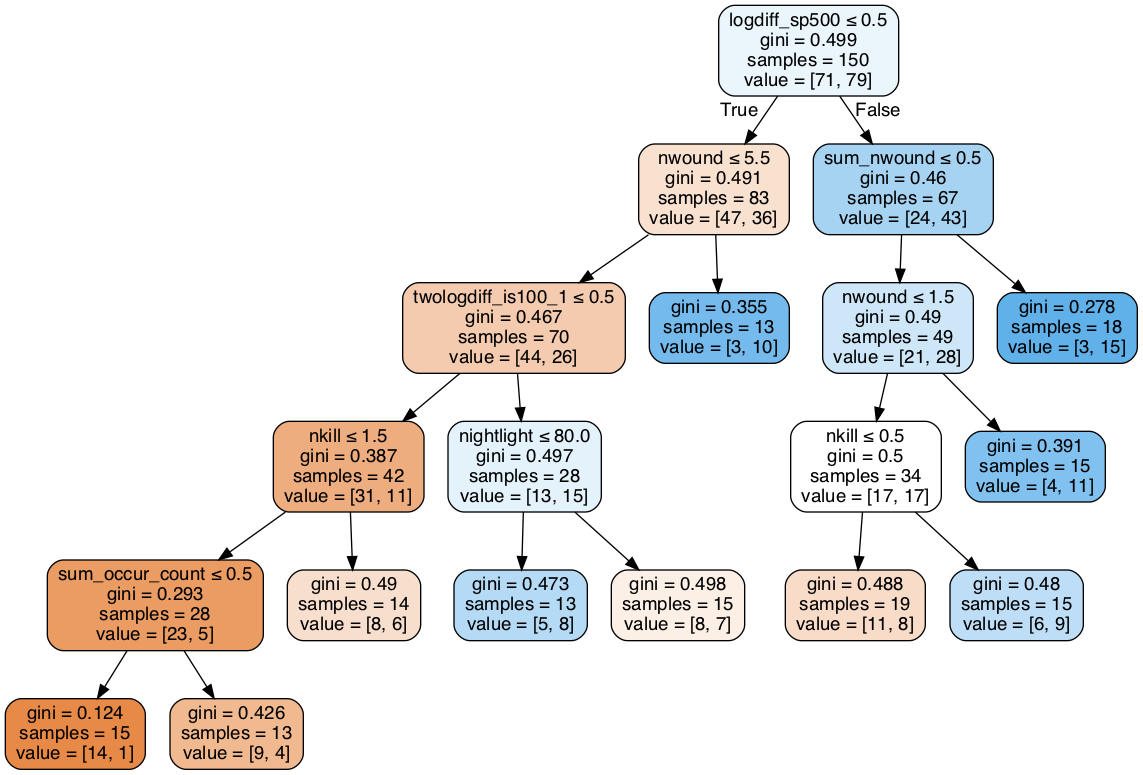 logdiff_sp500 ≤ 0.5
gini = 0.499
samples = 150
value = [71, 79]
True
False
nwound ≤ 5.5
gini = 0.491
samples = 83
value = [47, 36]
sum_nwound ≤ 0.5
gini = 0.46
samples = 67
value = [24, 43]
twologdiff_is100_1 ≤ 0.5
gini = 0.467
samples = 70
value = [44, 26]
gini = 0.355
samples = 13
value = [3, 10]
nwound ≤ 1.5
gini = 0.49
samples = 49
value = [21, 28]
gini = 0.278
samples = 18
value = [3, 15]
nkill ≤ 1.5
gini = 0.387
samples = 42
value = [31, 11]
nightlight ≤ 80.0
gini = 0.497
samples = 28
value = [13, 15]
nkill ≤ 0.5
gini = 0.5
samples = 34
value = [17, 17]
gini = 0.391
samples = 15
value = [4, 11]
sum_occur_count ≤ 0.5
gini = 0.293
samples = 28
value = [23, 5]
gini = 0.49
samples = 14
value = [8, 6]
gini = 0.473
samples = 13
value = [5, 8]
gini = 0.498
samples = 15
value = [8, 7]
gini = 0.488
samples = 19
value = [11, 8]
gini = 0.48
samples = 15
value = [6, 9]
gini = 0.124
samples = 15
value = [14, 1]
gini = 0.426
samples = 13
value = [9, 4]